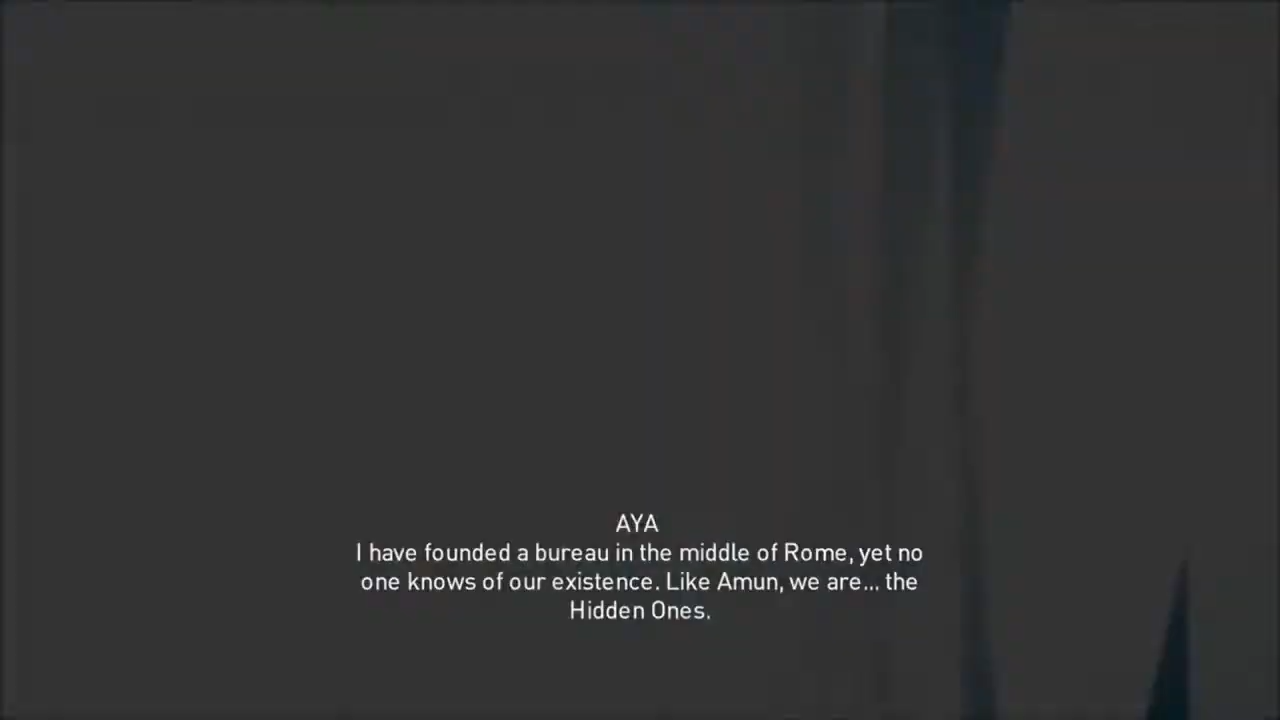 AYA
I have founded a bureau in the middle of Rome, yet no
one knows of our existence. Like Amun, we are... the
Hidden Ones.